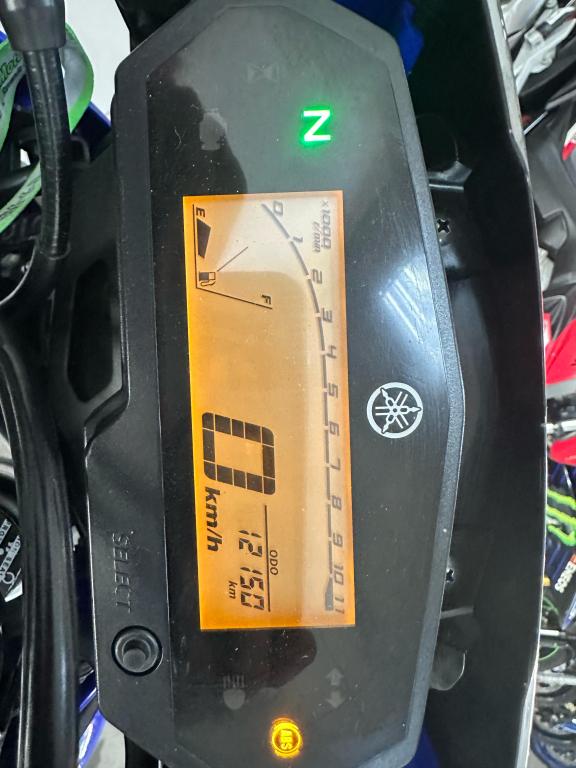 N
x1000
r/min
0 1 2 3 4 5 6 7 8 9 10 11
E
F
0 km/h
ODO
12150 km
SELECT
ABS